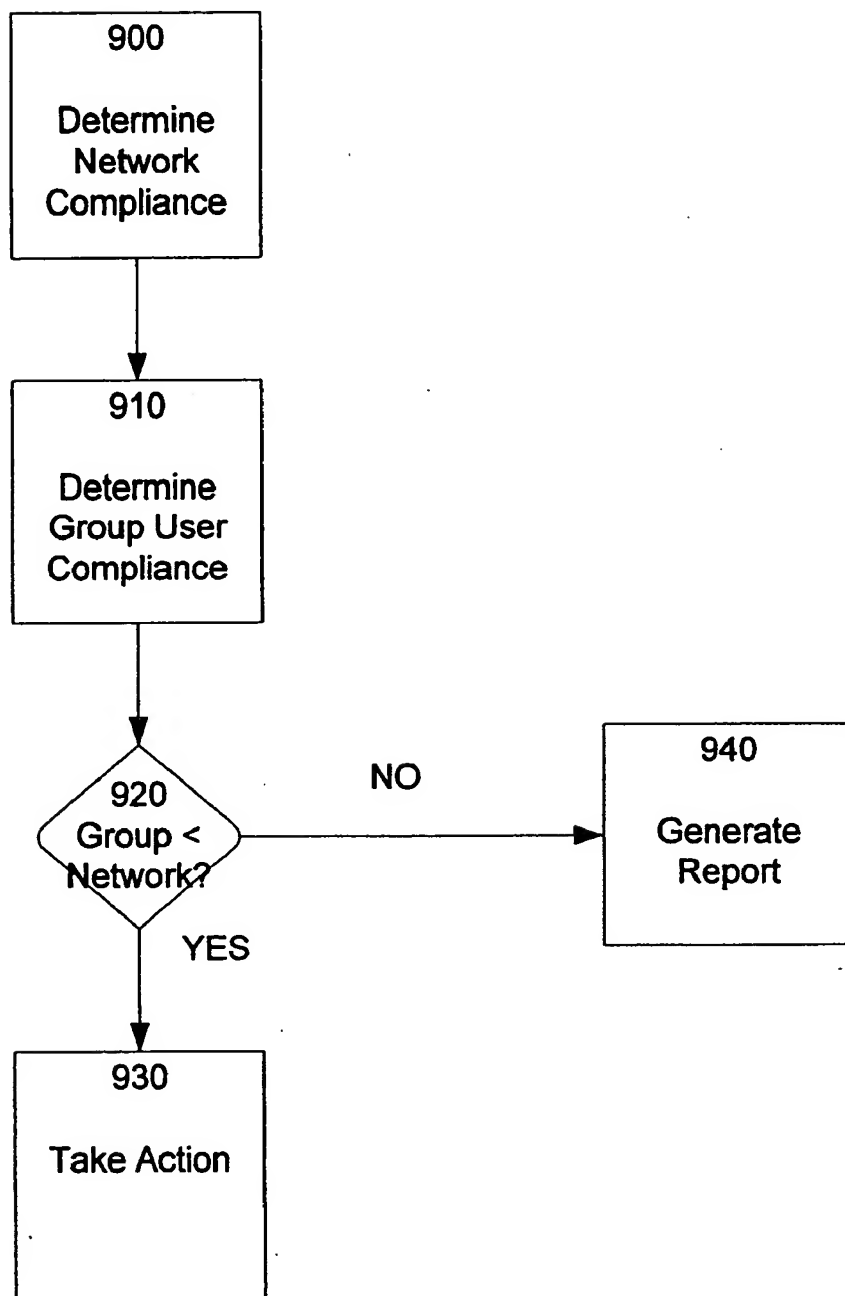 900
Determine
Network
Compliance
910
Determine
Group User
Compliance
920
Group <
Network?
NO
940
Generate
Report
YES
930
Take Action